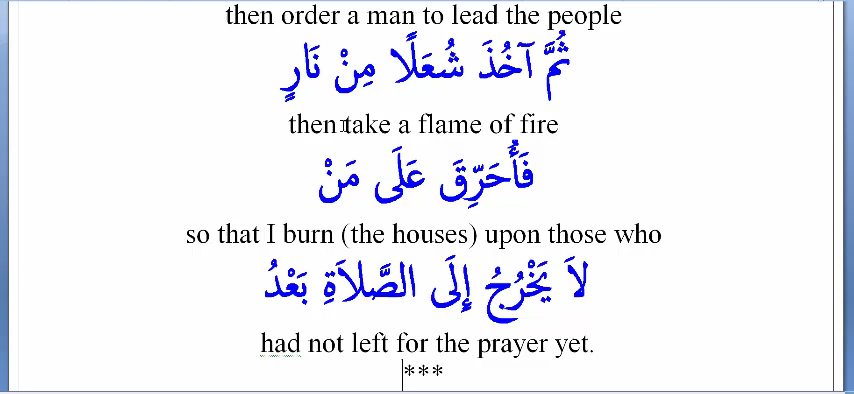 then order a man to lead the people
ثُمَّ آخُذَ شُعَلًا مِنْ نَارٍ
then take a flame of fire
فَأُحَرِّقَ عَلَى مَنْ
so that I burn (the houses) upon those who
لاَ يَخْرُجُ إِلَى الصَّلاَةِ بَعْدُ
had not left for the prayer yet.
***